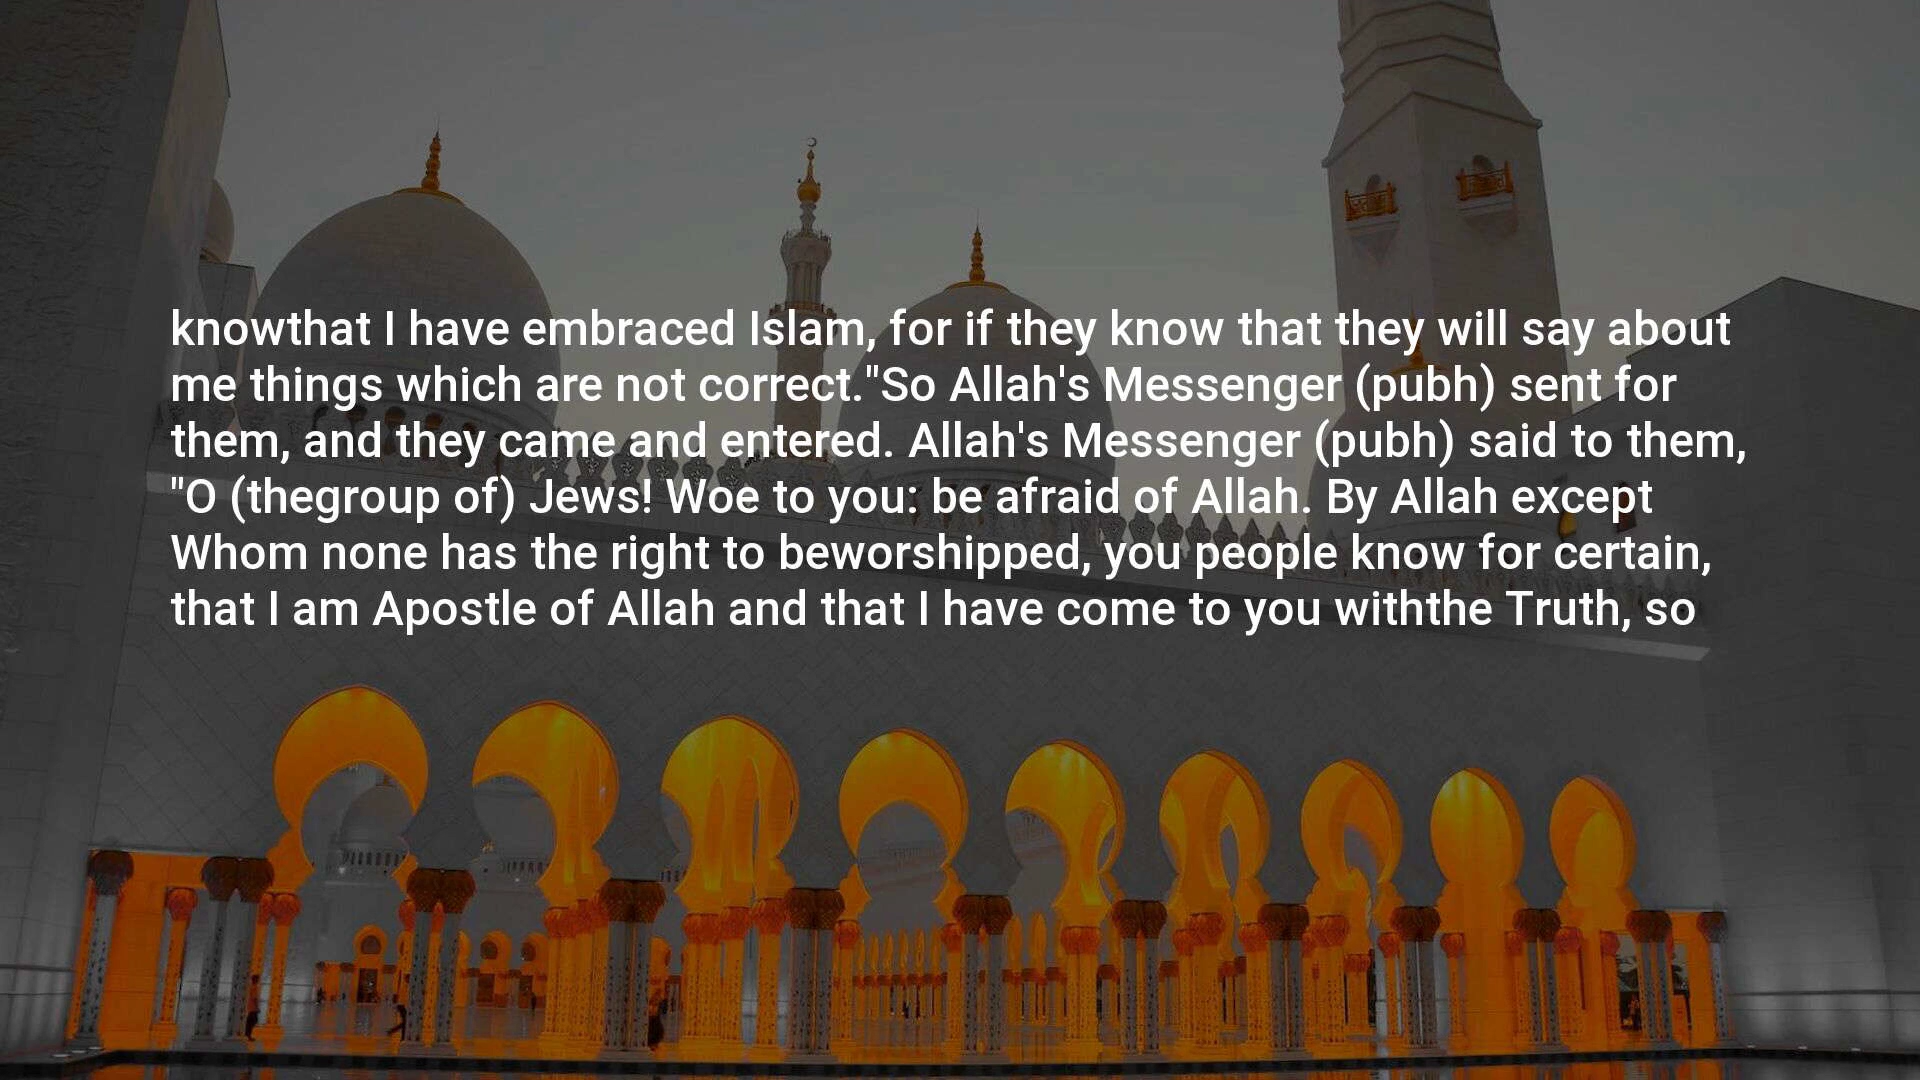 knowthat I have embraced Islam, for if they know that they will say about
me things which are not correct."So Allah's Messenger (pubh) sent for
them, and they came and entered. Allah's Messenger (pubh) said to them,
"O (thegroup of) Jews! Woe to you: be afraid of Allah. By Allah except
Whom none has the right to beworshipped, you people know for certain,
that I am Apostle of Allah and that I have come to you withthe Truth, so